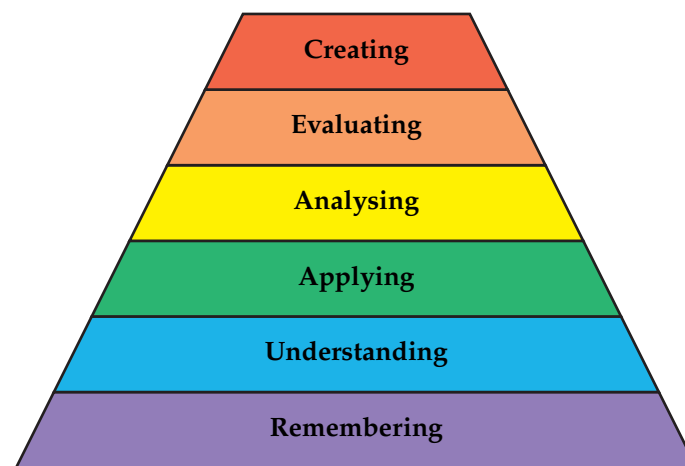 Creating
Evaluating
Analysing
Applying
Understanding
Remembering